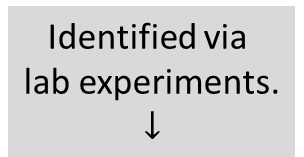 Identified via
lab experiments.
↓